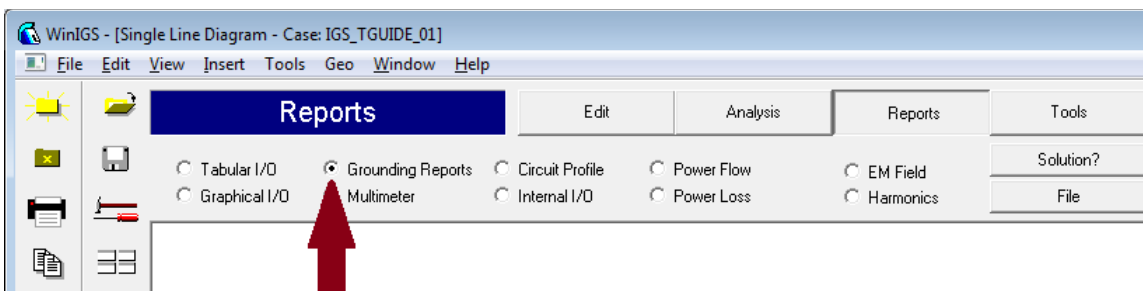 WinIGS - [Single Line Diagram - Case: IGS_TGUIDE_01]
File Edit View Insert Tools Geo Window Help
Reports Edit Analysis Reports Tools
Tabular I/O Grounding Reports Circuit Profile Power Flow EM Field Solution?
Graphical I/O Multimeter Internal I/O Power Loss Harmonics File